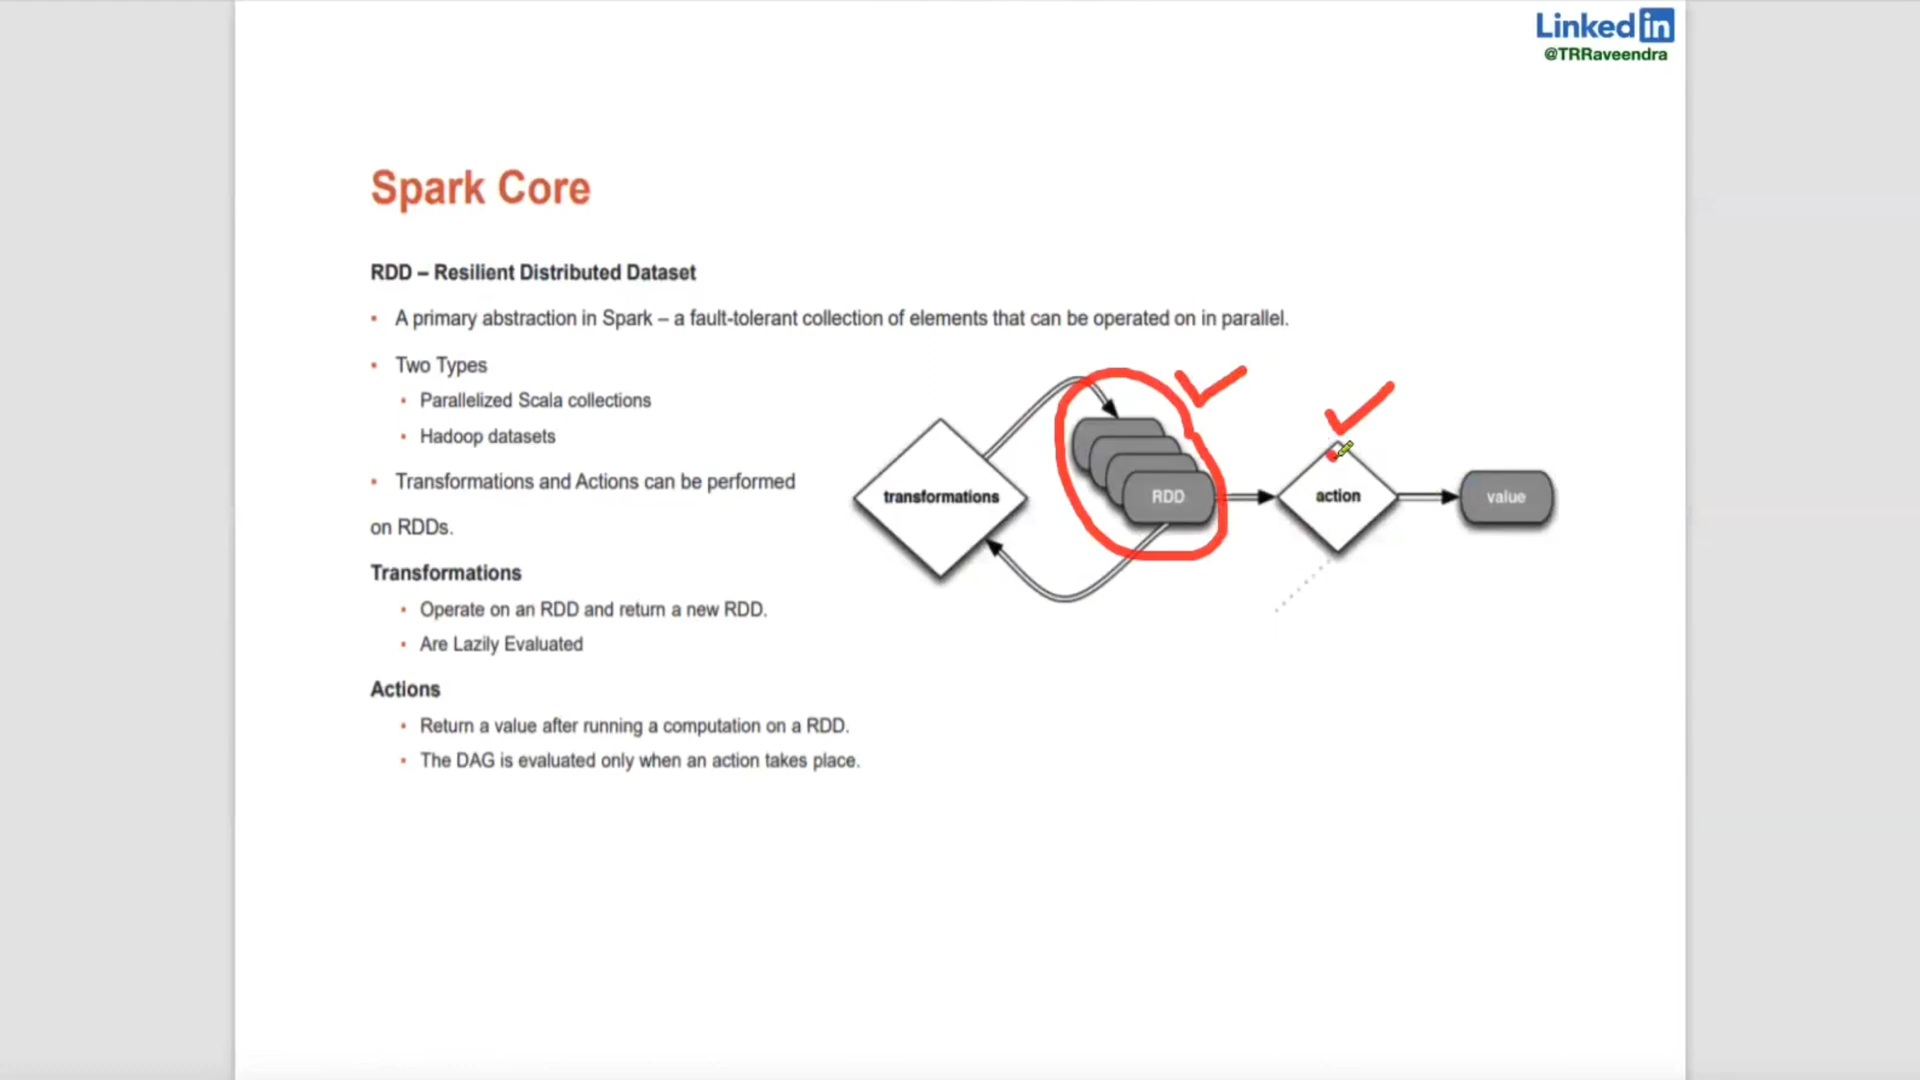 Linked in
@TRRaveendra
Spark Core
RDD – Resilient Distributed Dataset
• A primary abstraction in Spark – a fault-tolerant collection of elements that can be operated on in parallel.
• Two Types
• Parallelized Scala collections
• Hadoop datasets
• Transformations and Actions can be performed
on RDDs.
Transformations
• Operate on an RDD and return a new RDD.
• Are Lazily Evaluated
Actions
• Return a value after running a computation on a RDD.
• The DAG is evaluated only when an action takes place.
transformations
RDD
action
value